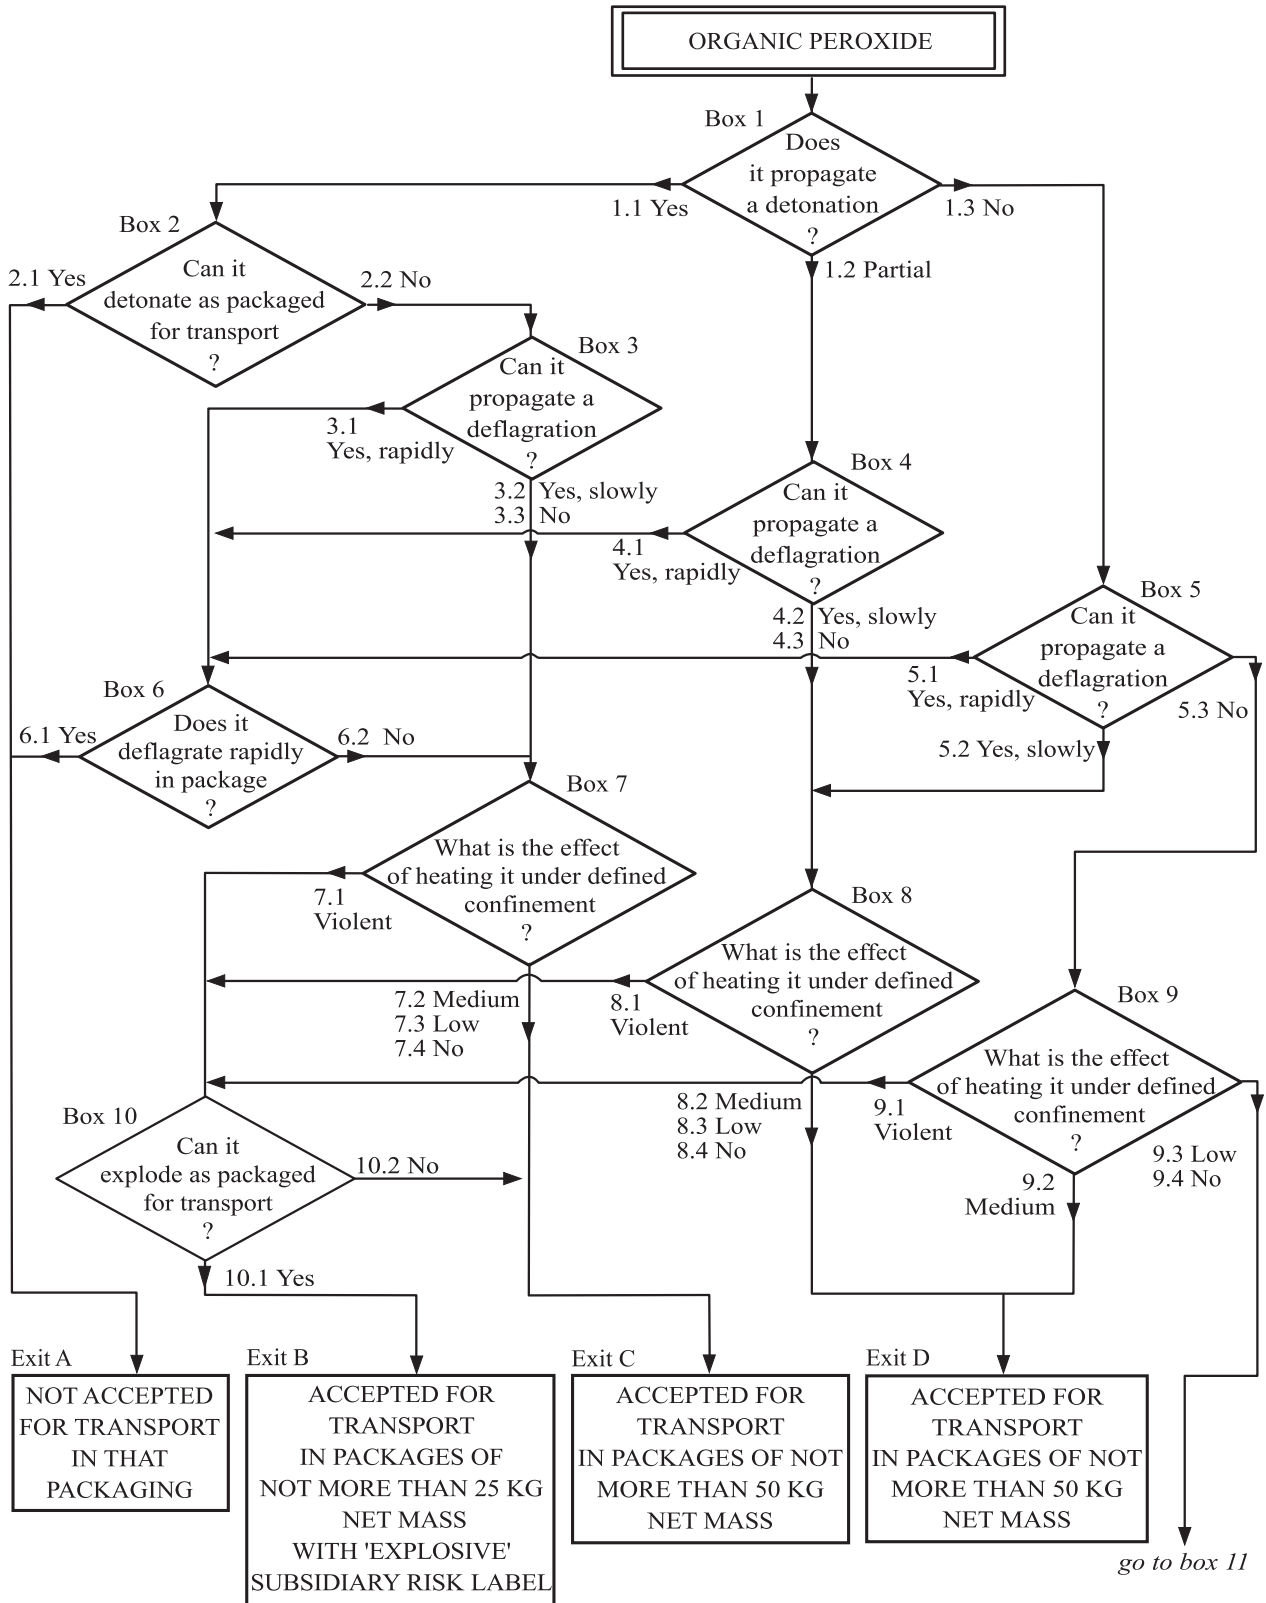 ORGANIC PEROXIDE
Box 1
Does
it propagate
a detonation
?
1.1 Yes
1.3 No
1.2 Partial
Box 2
Can it
detonate as packaged
for transport
?
2.1 Yes
2.2 No
Box 3
Can it
propagate a
deflagration
?
3.1
Yes, rapidly
3.2 Yes, slowly
3.3 No
Box 4
Can it
propagate a
deflagration
?
4.1
Yes, rapidly
4.2 Yes, slowly
4.3 No
Box 5
Can it
propagate a
deflagration
?
5.1
Yes, rapidly
5.3 No
5.2 Yes, slowly
Box 6
Does it
deflagrate rapidly
in package
?
6.1 Yes
6.2 No
Box 7
What is the effect
of heating it under defined
confinement
?
7.1
Violent
7.2 Medium
7.3 Low
7.4 No
Box 8
What is the effect
of heating it under defined
confinement
?
8.1
Violent
8.2 Medium
8.3 Low
8.4 No
Box 9
What is the effect
of heating it under defined
confinement
?
9.1
Violent
9.3 Low
9.4 No
9.2
Medium
Box 10
Can it
explode as packaged
for transport
?
10.2 No
10.1 Yes
Exit A
NOT ACCEPTED
FOR TRANSPORT
IN THAT
PACKAGING
Exit B
ACCEPTED FOR
TRANSPORT
IN PACKAGES OF
NOT MORE THAN 25 KG
NET MASS
WITH 'EXPLOSIVE'
SUBSIDIARY RISK LABEL
Exit C
ACCEPTED FOR
TRANSPORT
IN PACKAGES OF NOT
MORE THAN 50 KG
NET MASS
Exit D
ACCEPTED FOR
TRANSPORT
IN PACKAGES OF NOT
MORE THAN 50 KG
NET MASS
go to box 11